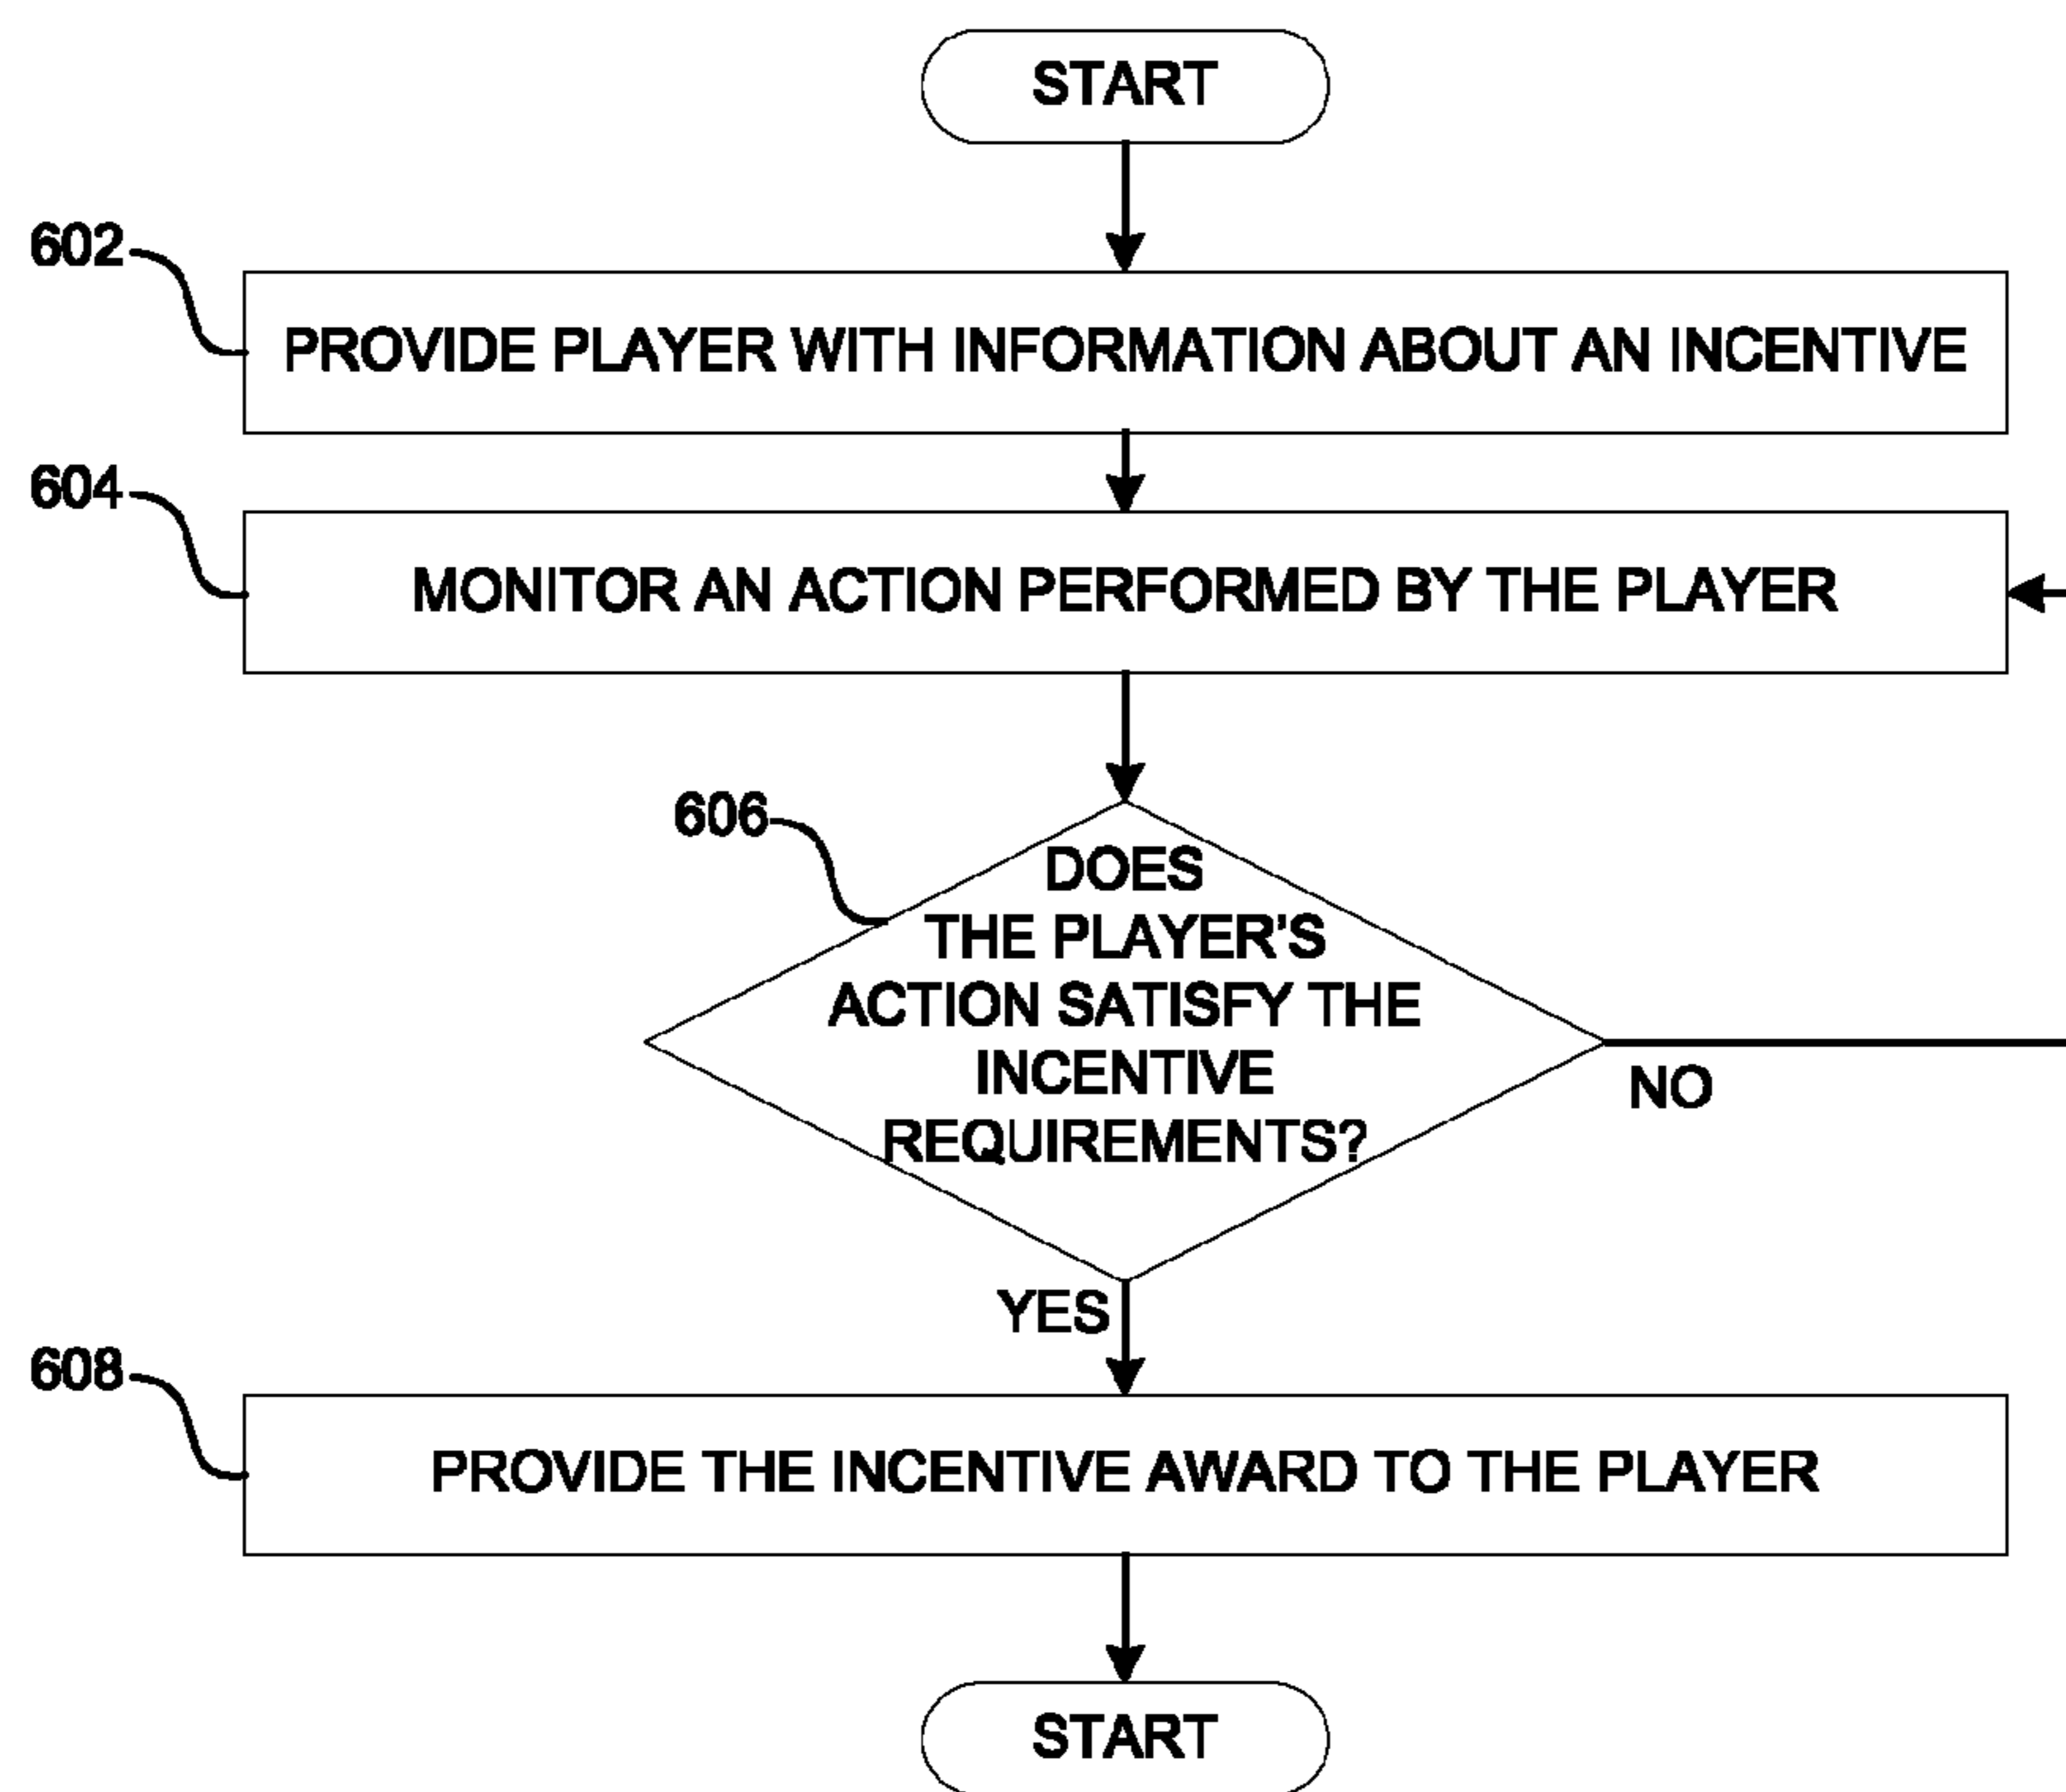 START
602
PROVIDE PLAYER WITH INFORMATION ABOUT AN INCENTIVE
604
MONITOR AN ACTION PERFORMED BY THE PLAYER
606
DOES
THE PLAYER'S
ACTION SATISFY THE
INCENTIVE
REQUIREMENTS?
NO
YES
608
PROVIDE THE INCENTIVE AWARD TO THE PLAYER
START